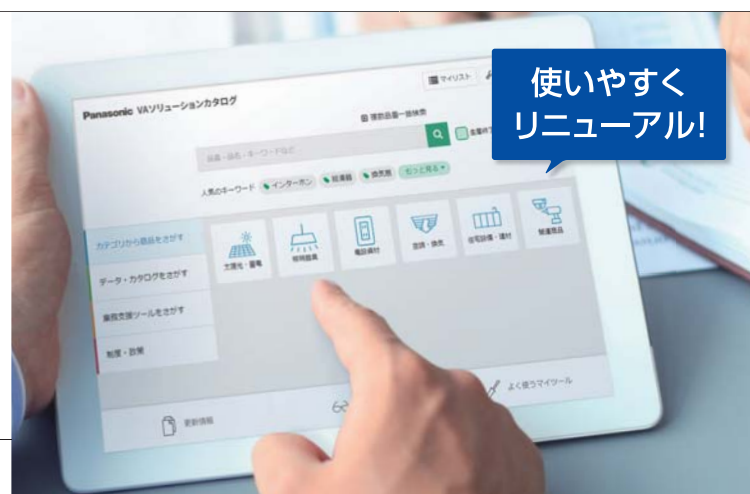 使いやすく
リニューアル!
Panasonic VAソリューションカタログ
マイリスト
複数品番一括検索
品番・品名・キーワードなど
人気のキーワード インターホン 給湯器 換気扇 もっと見る
カテゴリから商品をさがす
データ・カタログをさがす
業務支援ツールをさがす
制度・政策
太陽光・蓄電
照明器具
電設資材
空調・換気
住宅設備・建材
関連商品
更新情報
よく使うマイツール